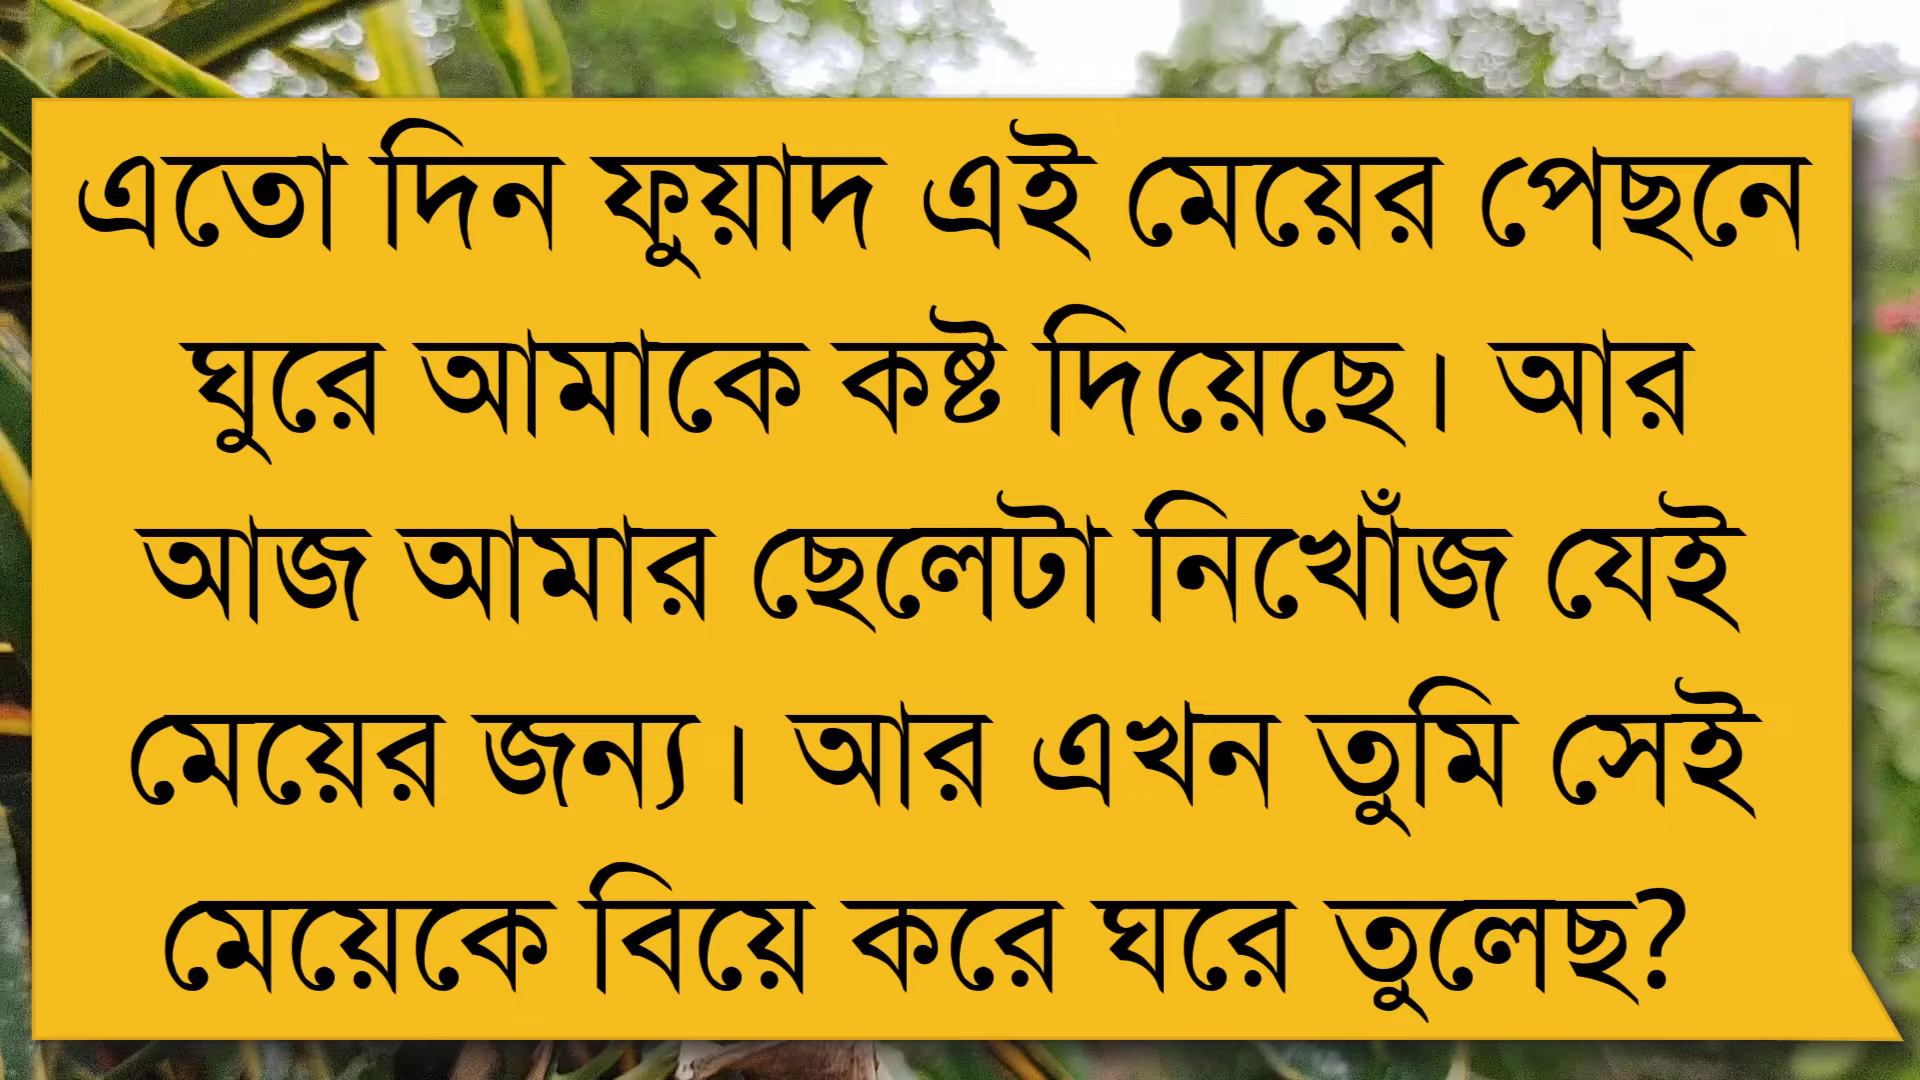 এতো দিন ফুয়াদ এই মেয়ের পেছনে
ঘুরে আমাকে কষ্ট দিয়েছে। আর
আজ আমার ছেলেটা নিখোঁজ যেই
মেয়ের জন্য। আর এখন তুমি সেই
মেয়েকে বিয়ে করে ঘরে তুলেছ?